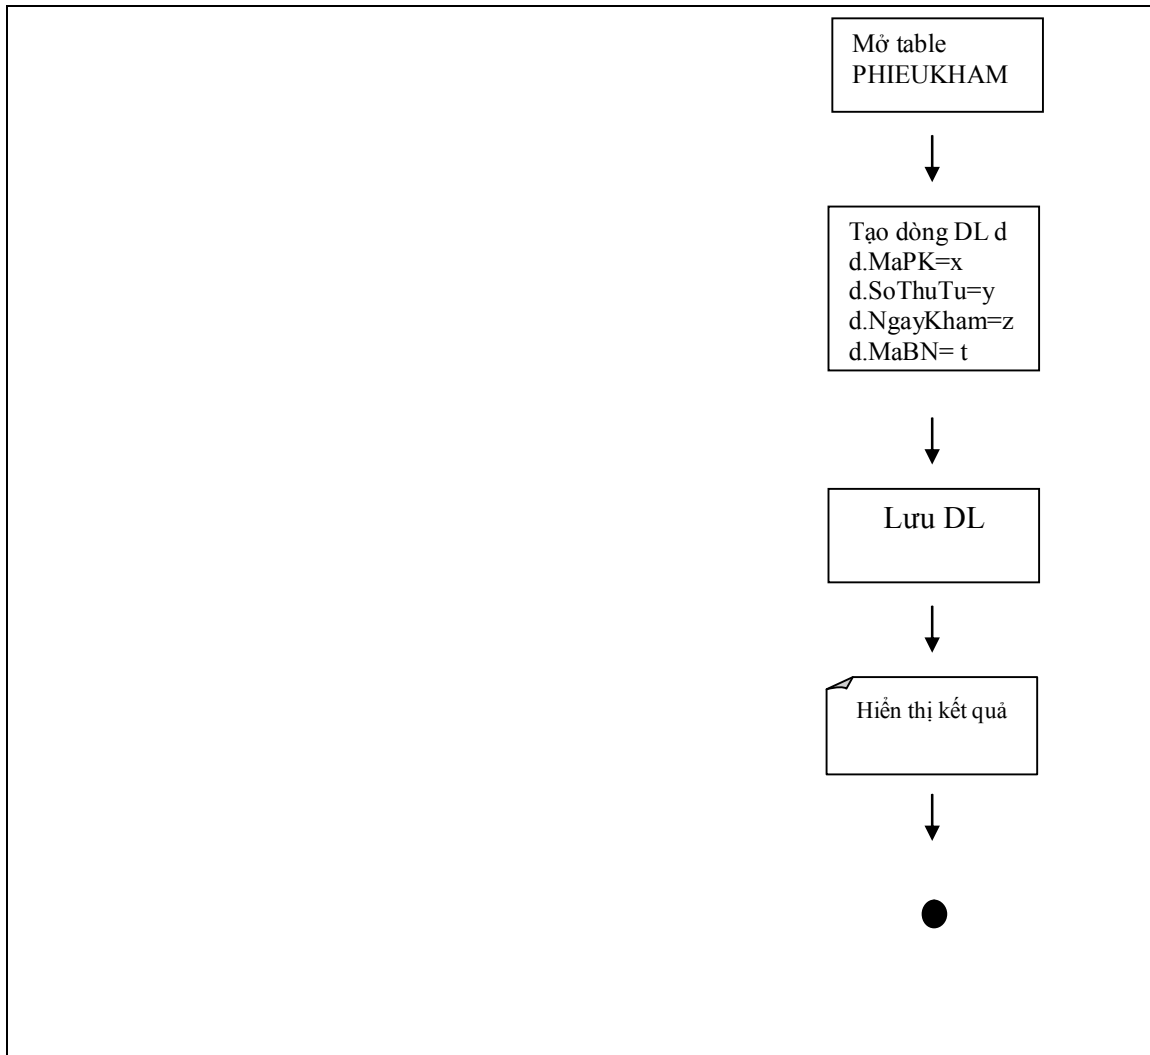 Mở table
PHIEUKHAM
Tạo dòng DL d
d.MaPK=x
d.SoThuTu=y
d.NgayKham=z
d.MaBN= t
Lưu DL
Hiển thị kết quả